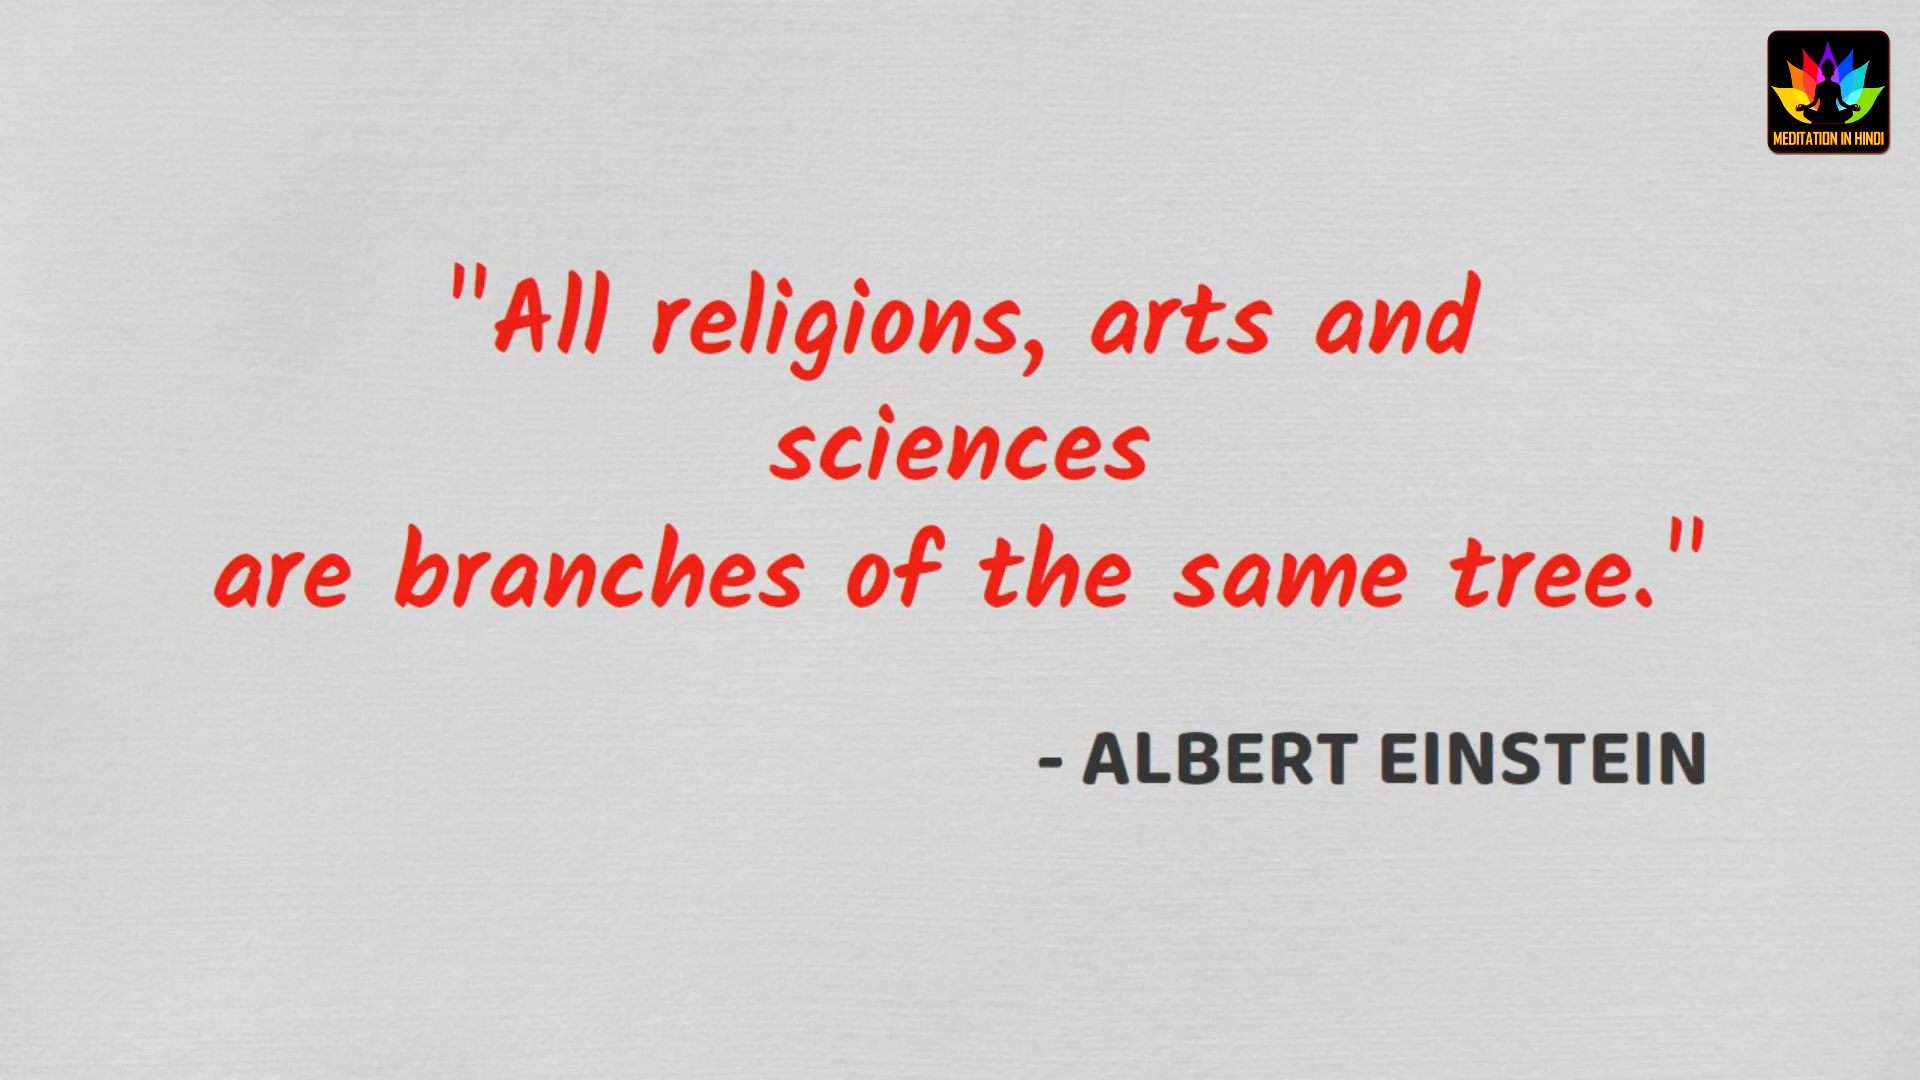 MEDITATION IN HINDI
"All religions, arts and
sciences
are branches of the same tree."
- ALBERT EINSTEIN